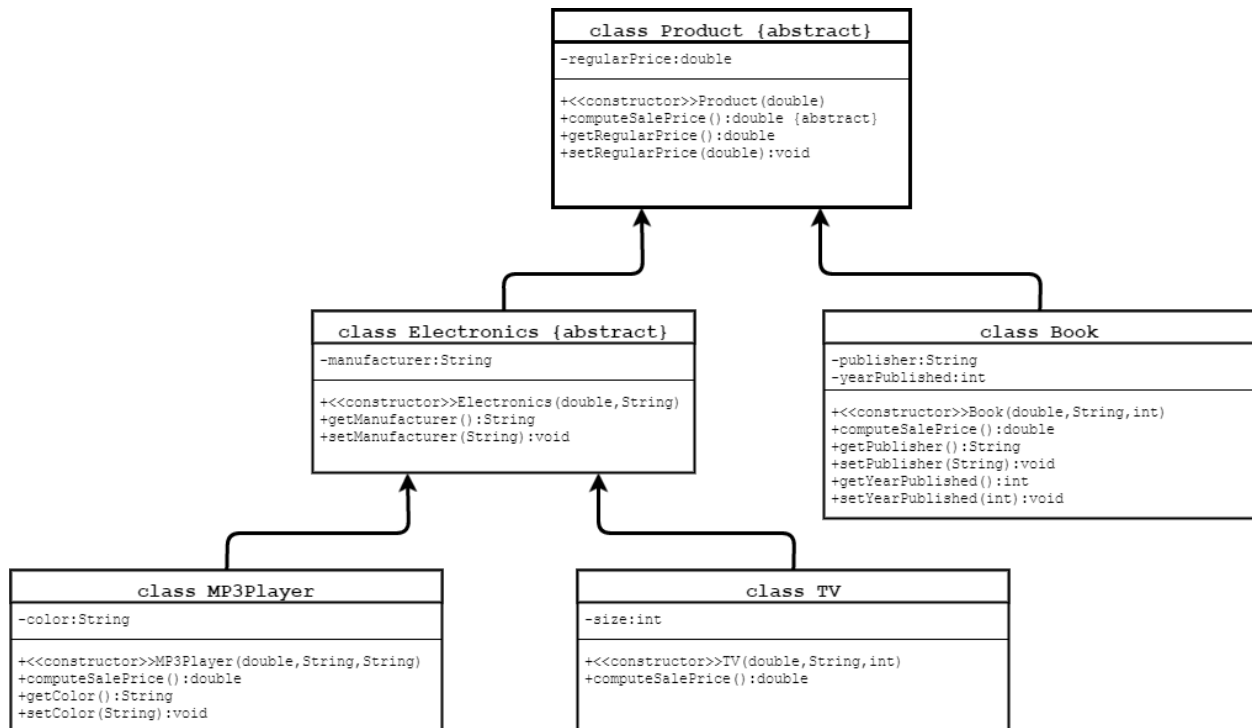 class Product {abstract}
-regularPrice:double
+<<constructor>>Product(double)
+computeSalePrice():double {abstract}
+getRegularPrice():double
+setRegularPrice(double):void
class Electronics {abstract}
-manufacturer:String
+<<constructor>>Electronics(double,String)
+getManufacturer():String
+setManufacturer(String):void
class Book
-publisher:String
-yearPublished:int
+<<constructor>>Book(double,String,int)
+computeSalePrice():double
+getPublisher():String
+setPublisher(String):void
+getYearPublished():int
+setYearPublished(int):void
class MP3Player
-color:String
+<<constructor>>MP3Player(double,String,String)
+computeSalePrice():double
+getColor():String
+setColor(String):void
class TV
-size:int
+<<constructor>>TV(double,String,int)
+computeSalePrice():double